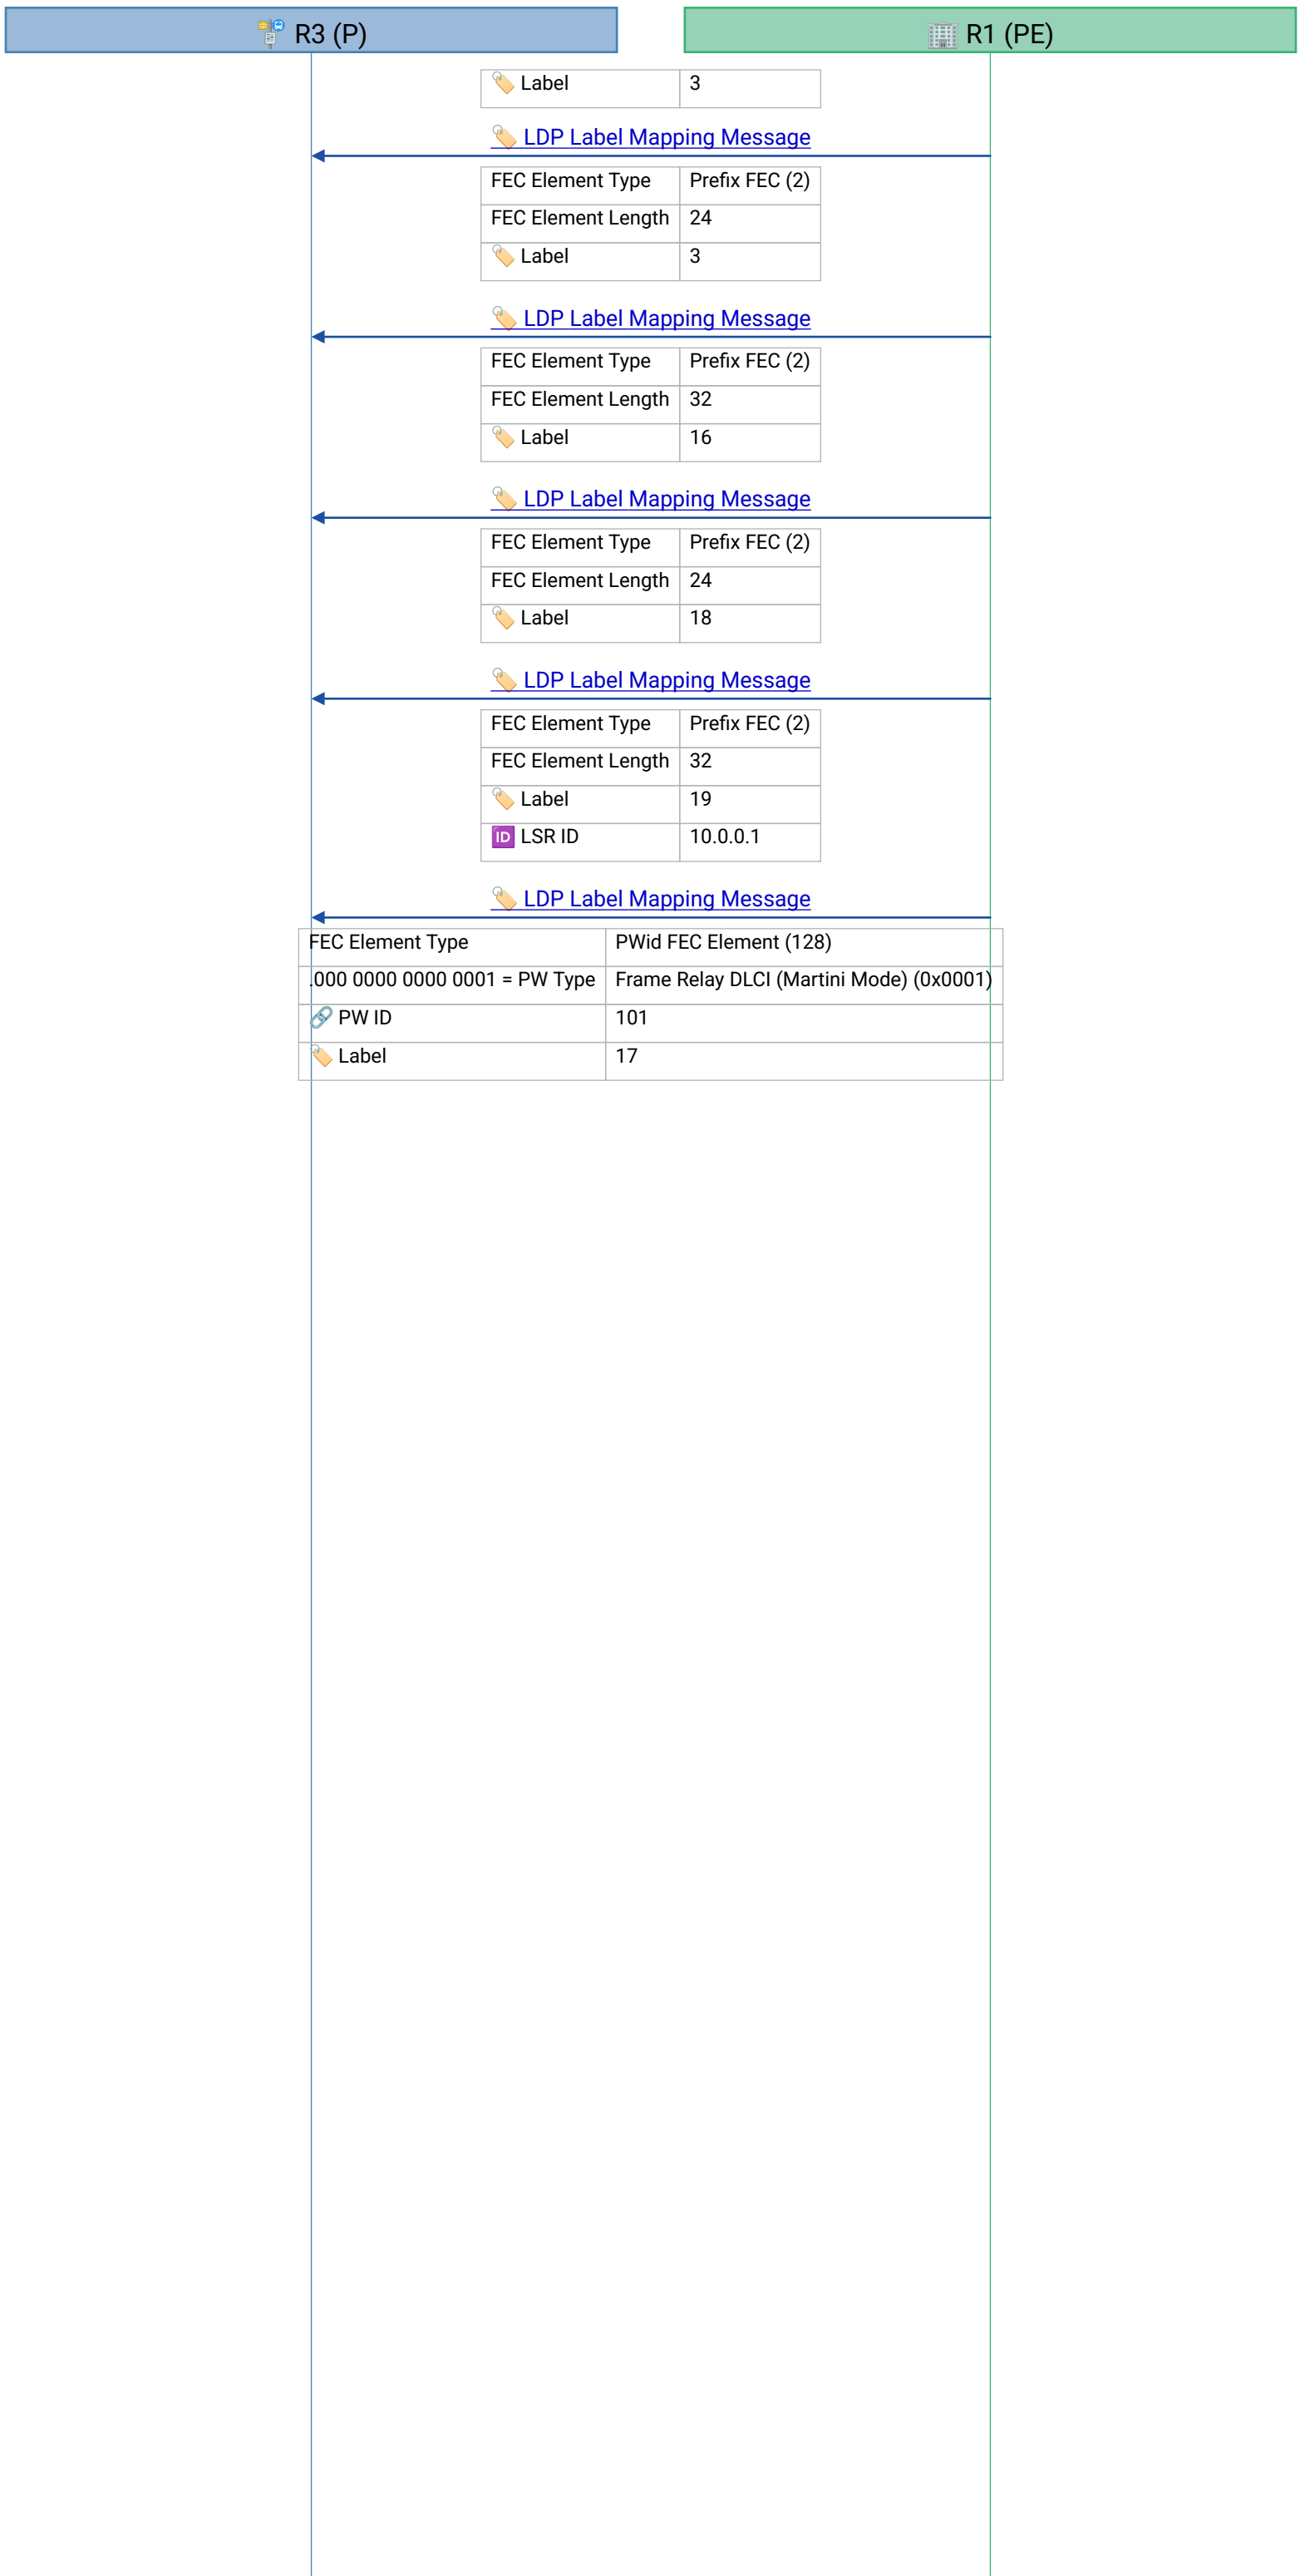 R3 (P)
R1 (PE)
Label 3
LDP Label Mapping Message
FEC Element Type Prefix FEC (2)
FEC Element Length 24
Label 3
LDP Label Mapping Message
FEC Element Type Prefix FEC (2)
FEC Element Length 32
Label 16
LDP Label Mapping Message
FEC Element Type Prefix FEC (2)
FEC Element Length 24
Label 18
LDP Label Mapping Message
FEC Element Type Prefix FEC (2)
FEC Element Length 32
Label 19
ID LSR ID 10.0.0.1
LDP Label Mapping Message
FEC Element Type PWid FEC Element (128)
.000 0000 0000 0001 = PW Type Frame Relay DLCI (Martini Mode) (0x0001)
PW ID 101
Label 17